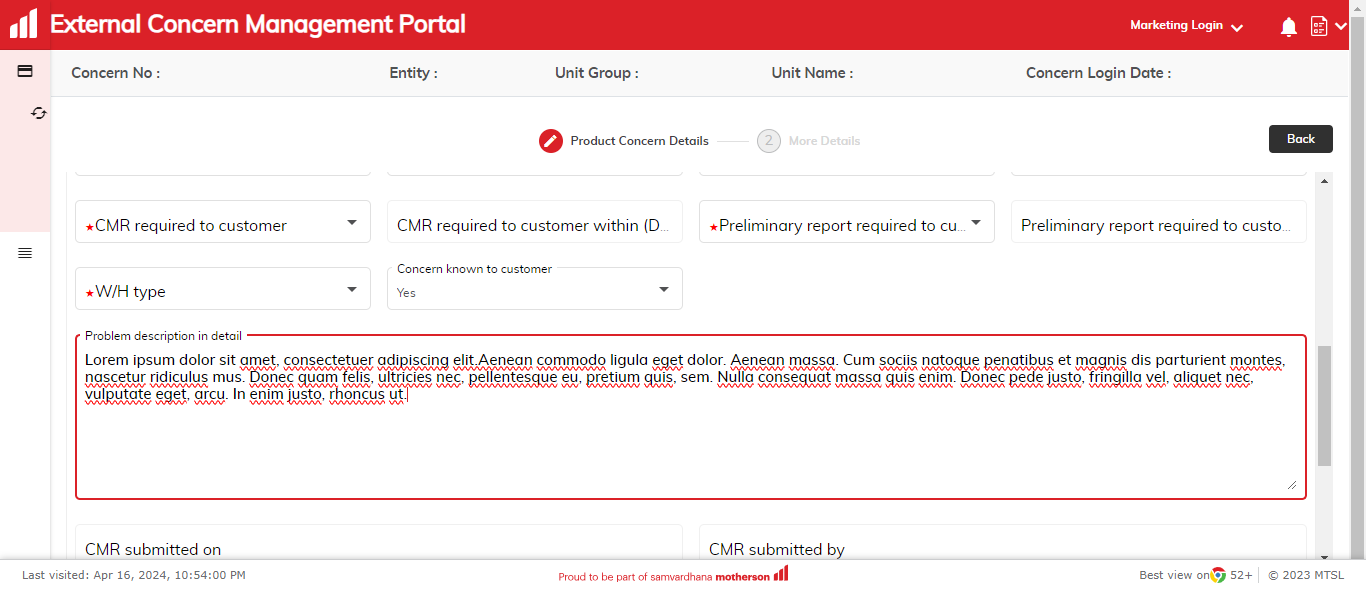 External Concern Management Portal
Marketing Login
Concern No :
Entity :
Unit Group :
Unit Name :
Concern Login Date :
Product Concern Details
2
More Details
Back
★CMR required to customer
CMR required to customer within (D...
★Preliminary report required to cu...
Preliminary report required to custo...
★W/H type
Concern known to customer
Yes
Problem description in detail
Lorem ipsum dolor sit amet, consectetuer adipiscing elit.Aenean commodo ligula eget dolor. Aenean massa. Cum sociis natoque penatibus et magnis dis parturient montes,
nascetur ridiculus mus. Donec quam felis, ultricies nec, pellentesque eu, pretium quis, sem. Nulla consequat massa quis enim. Donec pede justo, fringilla vel, aliquet nec,
vulputate eget, arcu. In enim justo, rhoncus ut.
CMR submitted on
CMR submitted by
Last visited: Apr 16, 2024, 10:54:00 PM
Proud to be part of samvardhana motherson
Best view on 52+
© 2023 MTSL